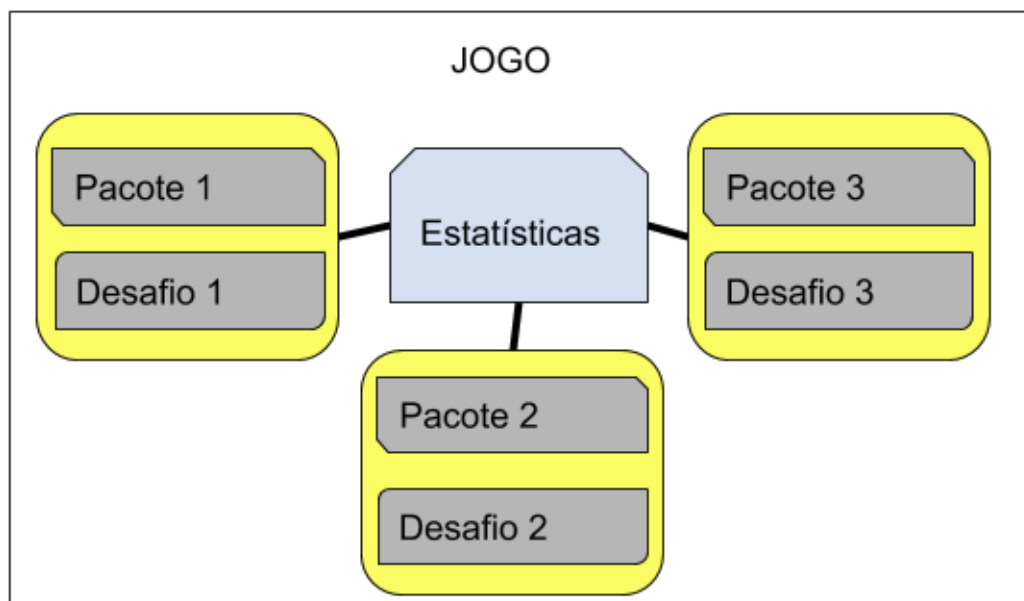 JOGO
Pacote 1
Desafio 1
Estatísticas
Pacote 3
Desafio 3
Pacote 2
Desafio 2